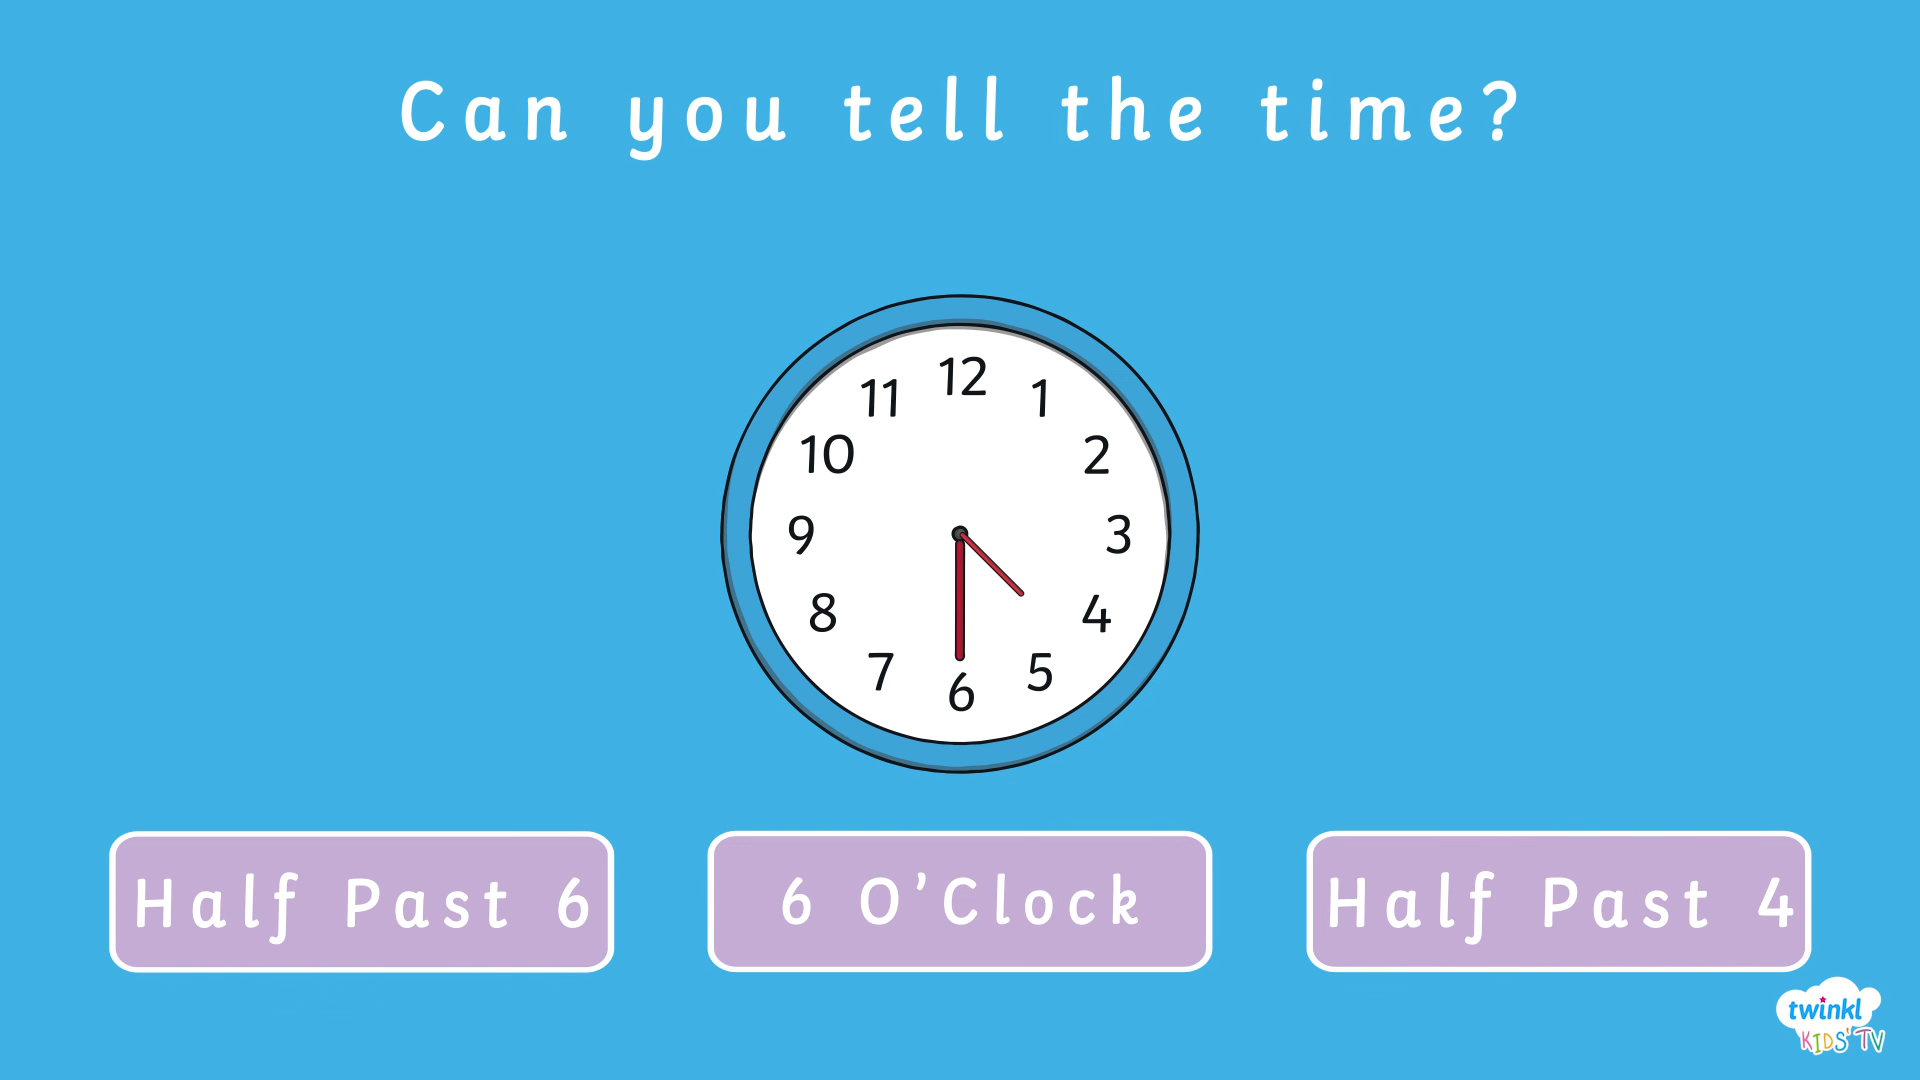 Can you tell the time?
12
11 1
10 2
9 3
8 4
7 5
6
Half Past 6
6 O'Clock
Half Past 4
twinkl
KIDS' TV